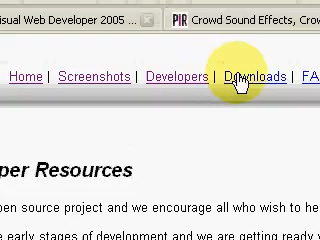 isual Web Developer 2005 ... PIR Crowd Sound Effects, Crow
Home | Screenshots | Developers | Downloads | FA
per Resources
pen source project and we encourage all who wish to he
e early stages of development and we are getting ready